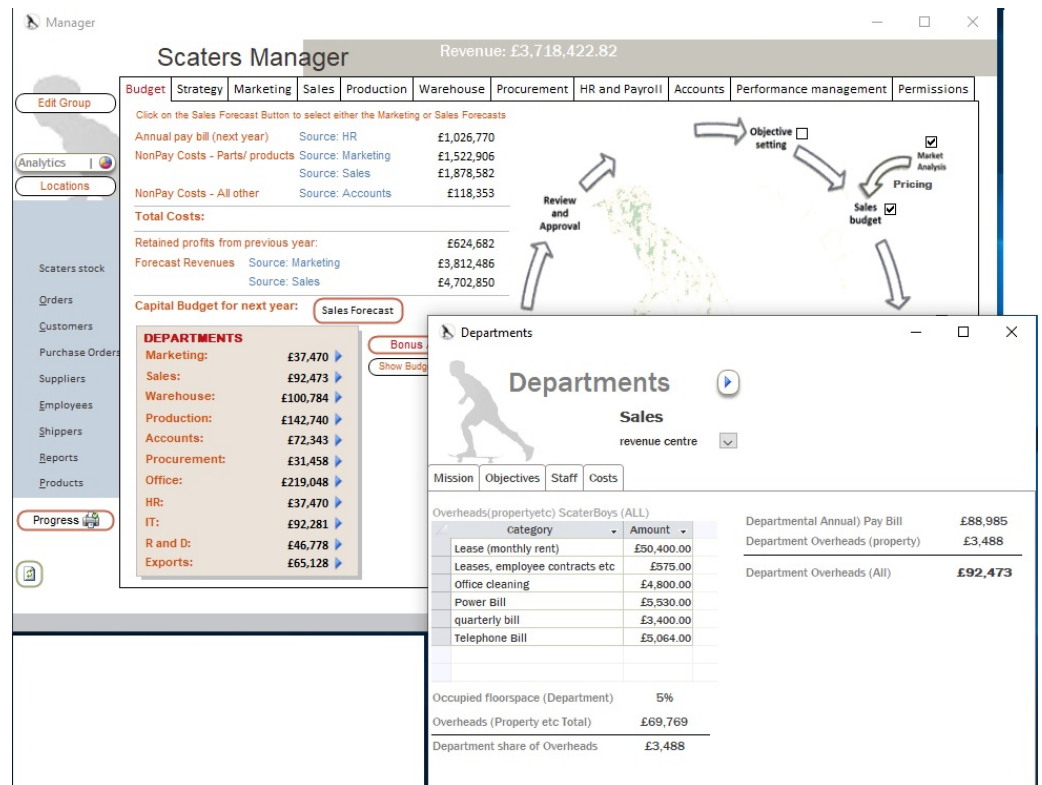 Manager
Scaters Manager
Revenue: £3,718,422.82
Budget Strategy Marketing Sales Production Warehouse Procurement HR and Payroll Accounts Performance management Permissions
Edit Group
Analytics
Locations
Scaters stock
Orders
Customers
Purchase Orders
Suppliers
Employees
Shippers
Reports
Products
Progress
Click on the Sales Forecast Button to select either the Marketing or Sales Forecasts
Annual pay bill (next year) Source: HR £1,026,770
NonPay Costs - Parts/ products Source: Marketing £1,522,906
Source: Sales £1,878,582
NonPay Costs - All other Source: Accounts £118,353
Total Costs:
Retained profits from previous year: £624,682
Forecast Revenues Source: Marketing £3,812,486
Source: Sales £4,702,850
Capital Budget for next year: Sales Forecast
DEPARTMENTS
Marketing: £37,470
Sales: £92,473
Warehouse: £100,784
Production: £142,740
Accounts: £72,343
Procurement: £31,458
Office: £219,048
HR: £37,470
IT: £92,281
R and D: £46,778
Exports: £65,128
Bonus
Show Budg
Objective
setting
Market
Analysis
Pricing
Sales
budget
Review
and
Approval
Departments
Departments
Sales
revenue centre
Mission Objectives Staff Costs
Overheads(propertyetc) ScaterBoys (ALL)
Category Amount
Lease (monthly rent) £50,400.00
Leases, employee contracts etc £575.00
Office cleaning £4,800.00
Power Bill £5,530.00
quarterly bill £3,400.00
Telephone Bill £5,064.00
Occupied floorspace (Department) 5%
Overheads (Property etc Total) £69,769
Department share of Overheads £3,488
Departmental Annual) Pay Bill £88,985
Department Overheads (property) £3,488
Department Overheads (All) £92,473